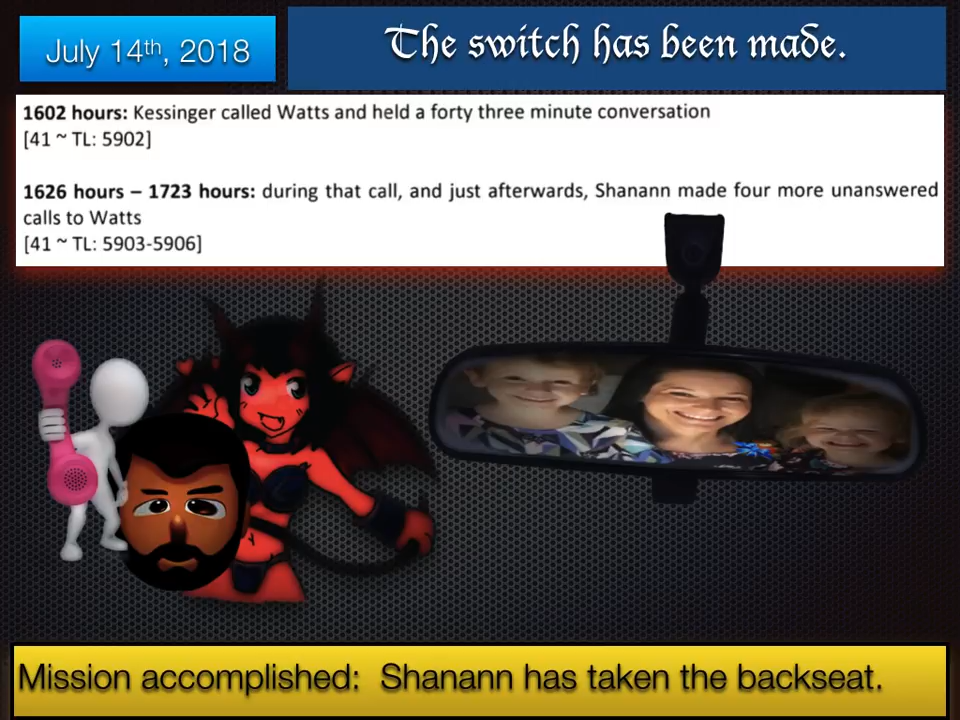 July 14th, 2018
The switch has been made.
1602 hours: Kessinger called Watts and held a forty three minute conversation
[41 ~ TL: 5902]
1626 hours – 1723 hours: during that call, and just afterwards, Shanann made four more unanswered
calls to Watts
[41 ~ TL: 5903-5906]
Mission accomplished: Shanann has taken the backseat.